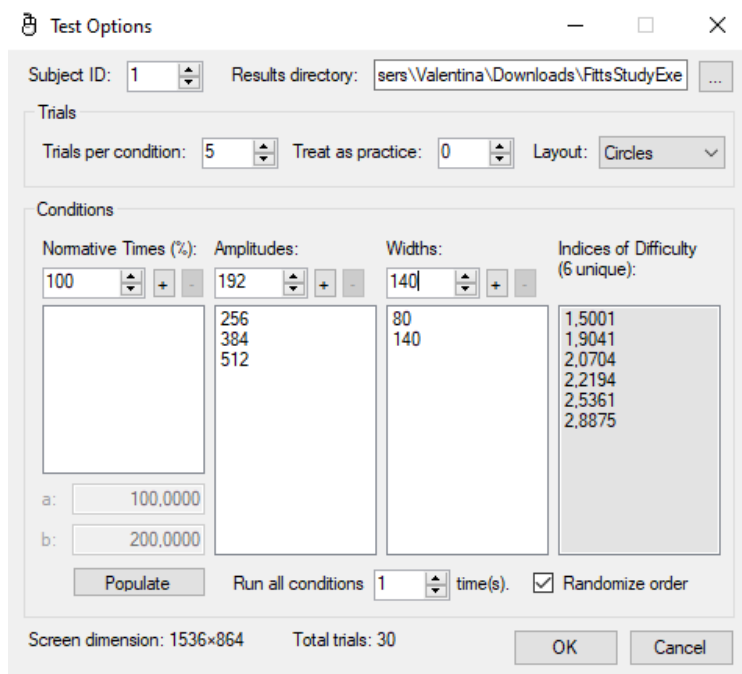 Test Options
Subject ID: 1 Results directory: sers\Valentina\Downloads\FittsStudyExe ...
Trials
Trials per condition: 5 Treat as practice: 0 Layout: Circles
Conditions
Normative Times (%): Amplitudes: Widths: Indices of Difficulty
(6 unique):
100 + - 192 + - 140 + -
256 80 1,5001
384 140 1,9041
512 2,0704
2,2194
2,5361
2,8875
a: 100,0000
b: 200,0000
Populate Run all conditions 1 time(s). Randomize order
Screen dimension: 1536×864 Total trials: 30 OK Cancel